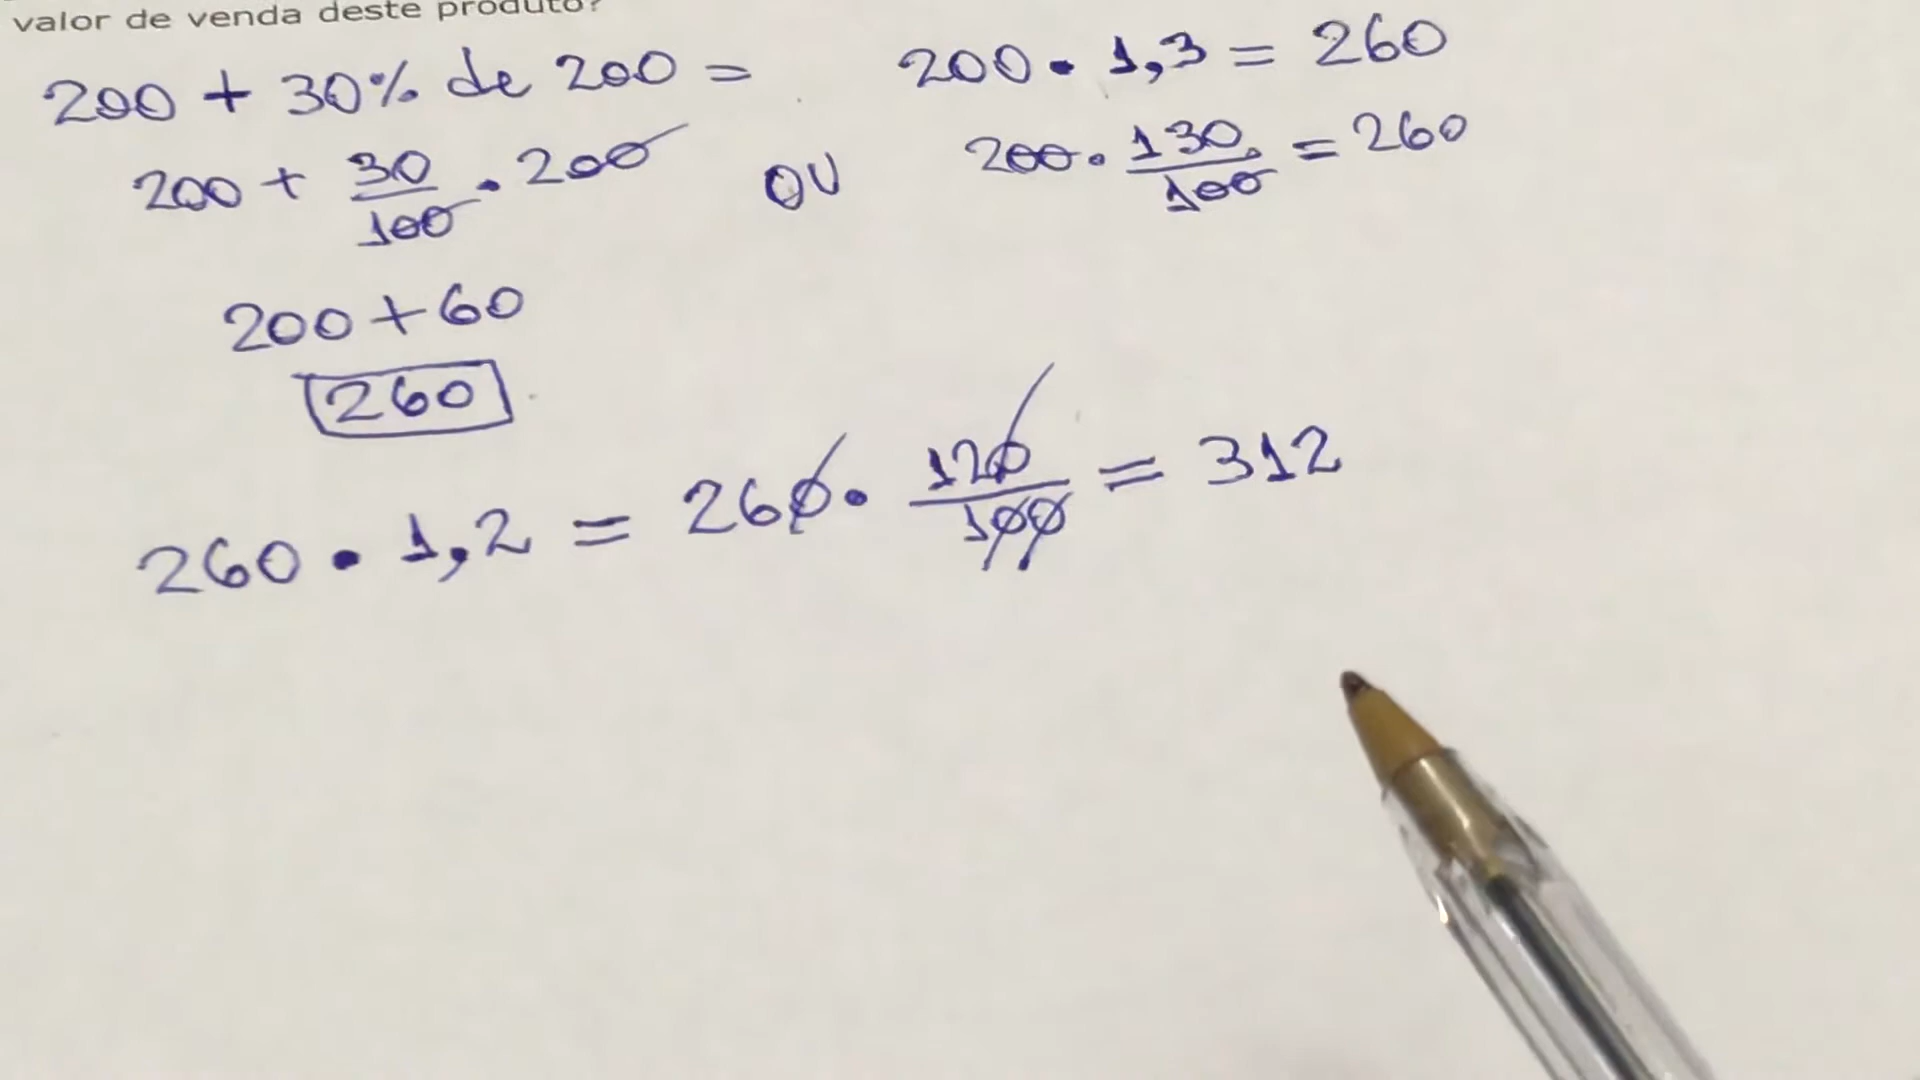 valor de venda deste produto?
200 + 30% de 200 =
200 + 30/100 . 200
200 + 60
260
ou
200 . 1,3 = 260
200 . 130/100 = 260
260 . 1,2 = 260 . 120/100 = 312